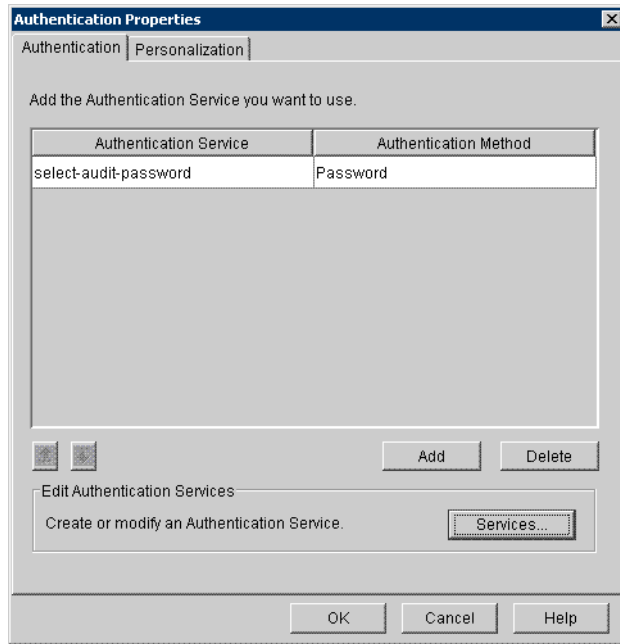 Authentication Properties
Authentication Personalization
Add the Authentication Service you want to use.
Authentication Service Authentication Method
select-audit-password Password
Add Delete
Edit Authentication Services
Create or modify an Authentication Service. Services...
OK Cancel Help